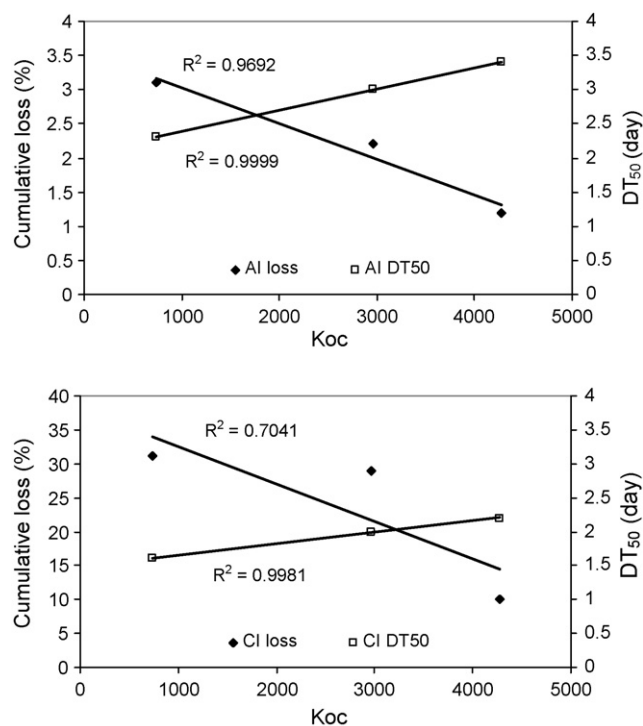 Cumulative loss (%)
4
3.5
3
2.5
2
1.5
1
0.5
0
R² = 0.9692
R² = 0.9999
AI loss
AI DT50
4
3.5
3
2.5
2
1.5
1
0.5
0
DT₅₀ (day)
0 1000 2000 3000 4000 5000
Koc
Cumulative loss (%)
40
35
30
25
20
15
10
5
0
R² = 0.7041
R² = 0.9981
CI loss
CI DT50
4
3.5
3
2.5
2
1.5
1
0.5
0
DT₅₀ (day)
0 1000 2000 3000 4000 5000
Koc